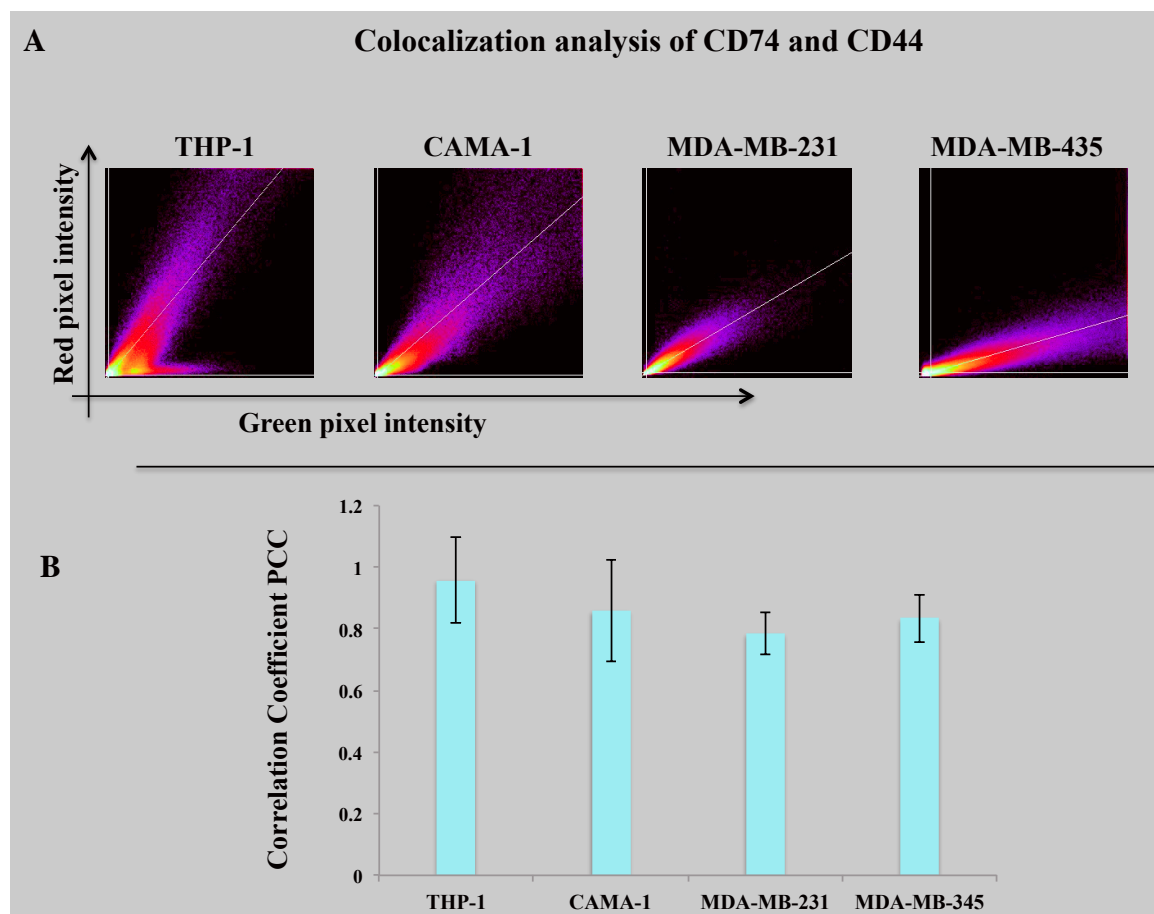 A
Colocalization analysis of CD74 and CD44
THP-1
CAMA-1
MDA-MB-231
MDA-MB-435
Red pixel intensity
Green pixel intensity
B
Correlation Coefficient PCC
1.2
1
0.8
0.6
0.4
0.2
0
THP-1
CAMA-1
MDA-MB-231
MDA-MB-345